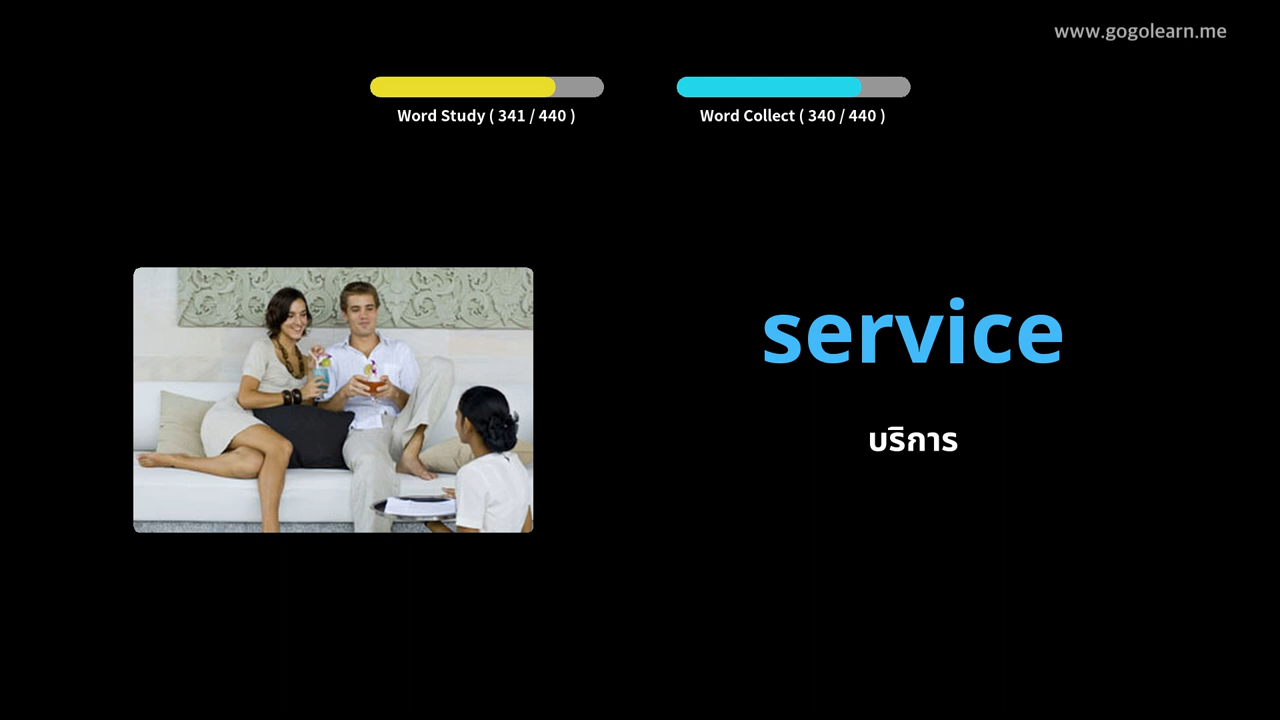 www.gogolearn.me
Word Study ( 341 / 440 )
Word Collect ( 340 / 440 )
service
บริการ